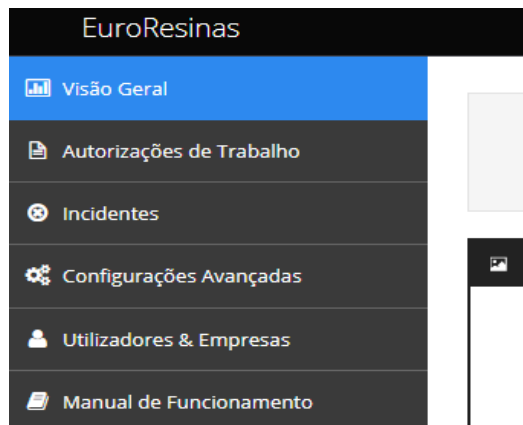 EuroResinas
Visão Geral
Autorizações de Trabalho
Incidentes
Configurações Avançadas
Utilizadores & Empresas
Manual de Funcionamento